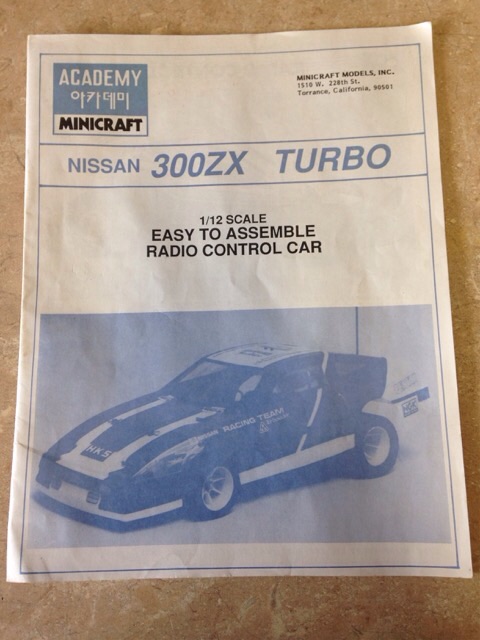 ACADEMY
아카데미
MINICRAFT
MINICRAFT MODELS, INC.
1510 W. 228th St.
Torrance, California, 90501
NISSAN 300ZX TURBO
1/12 SCALE
EASY TO ASSEMBLE
RADIO CONTROL CAR
RACING TEAM
HKS